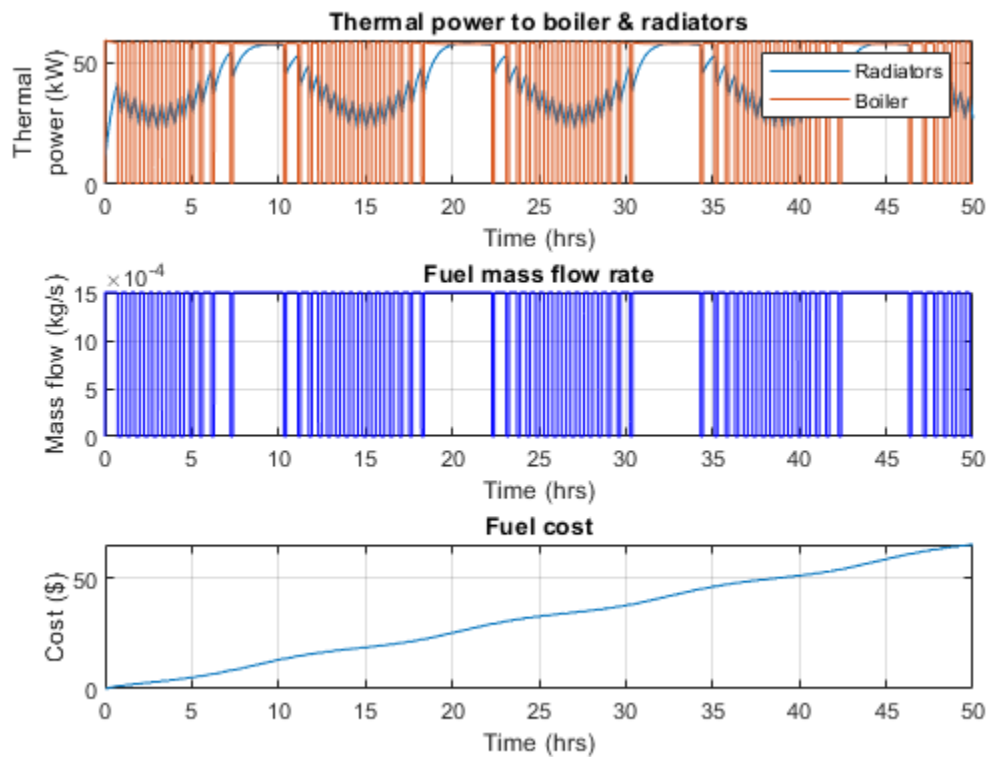 Thermal power to boiler & radiators
Thermal
power (kW)
50
0
Radiators
Boiler
0 5 10 15 20 25 30 35 40 45 50
Time (hrs)
×10-4
Fuel mass flow rate
Mass flow (kg/s)
15
10
5
0
0 5 10 15 20 25 30 35 40 45 50
Time (hrs)
Fuel cost
Cost ($)
50
0
0 5 10 15 20 25 30 35 40 45 50
Time (hrs)